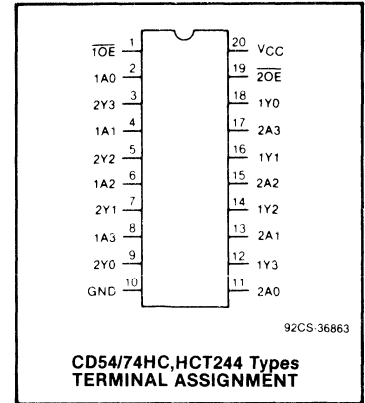 1OE 1 20 VCC
1A0 2 19 2OE
2Y3 3 18 1Y0
1A1 4 17 2A3
2Y2 5 16 1Y1
1A2 6 15 2A2
2Y1 7 14 1Y2
1A3 8 13 2A1
2Y0 9 12 1Y3
GND 10 11 2A0
92CS-36863
CD54/74HC,HCT244 Types
TERMINAL ASSIGNMENT